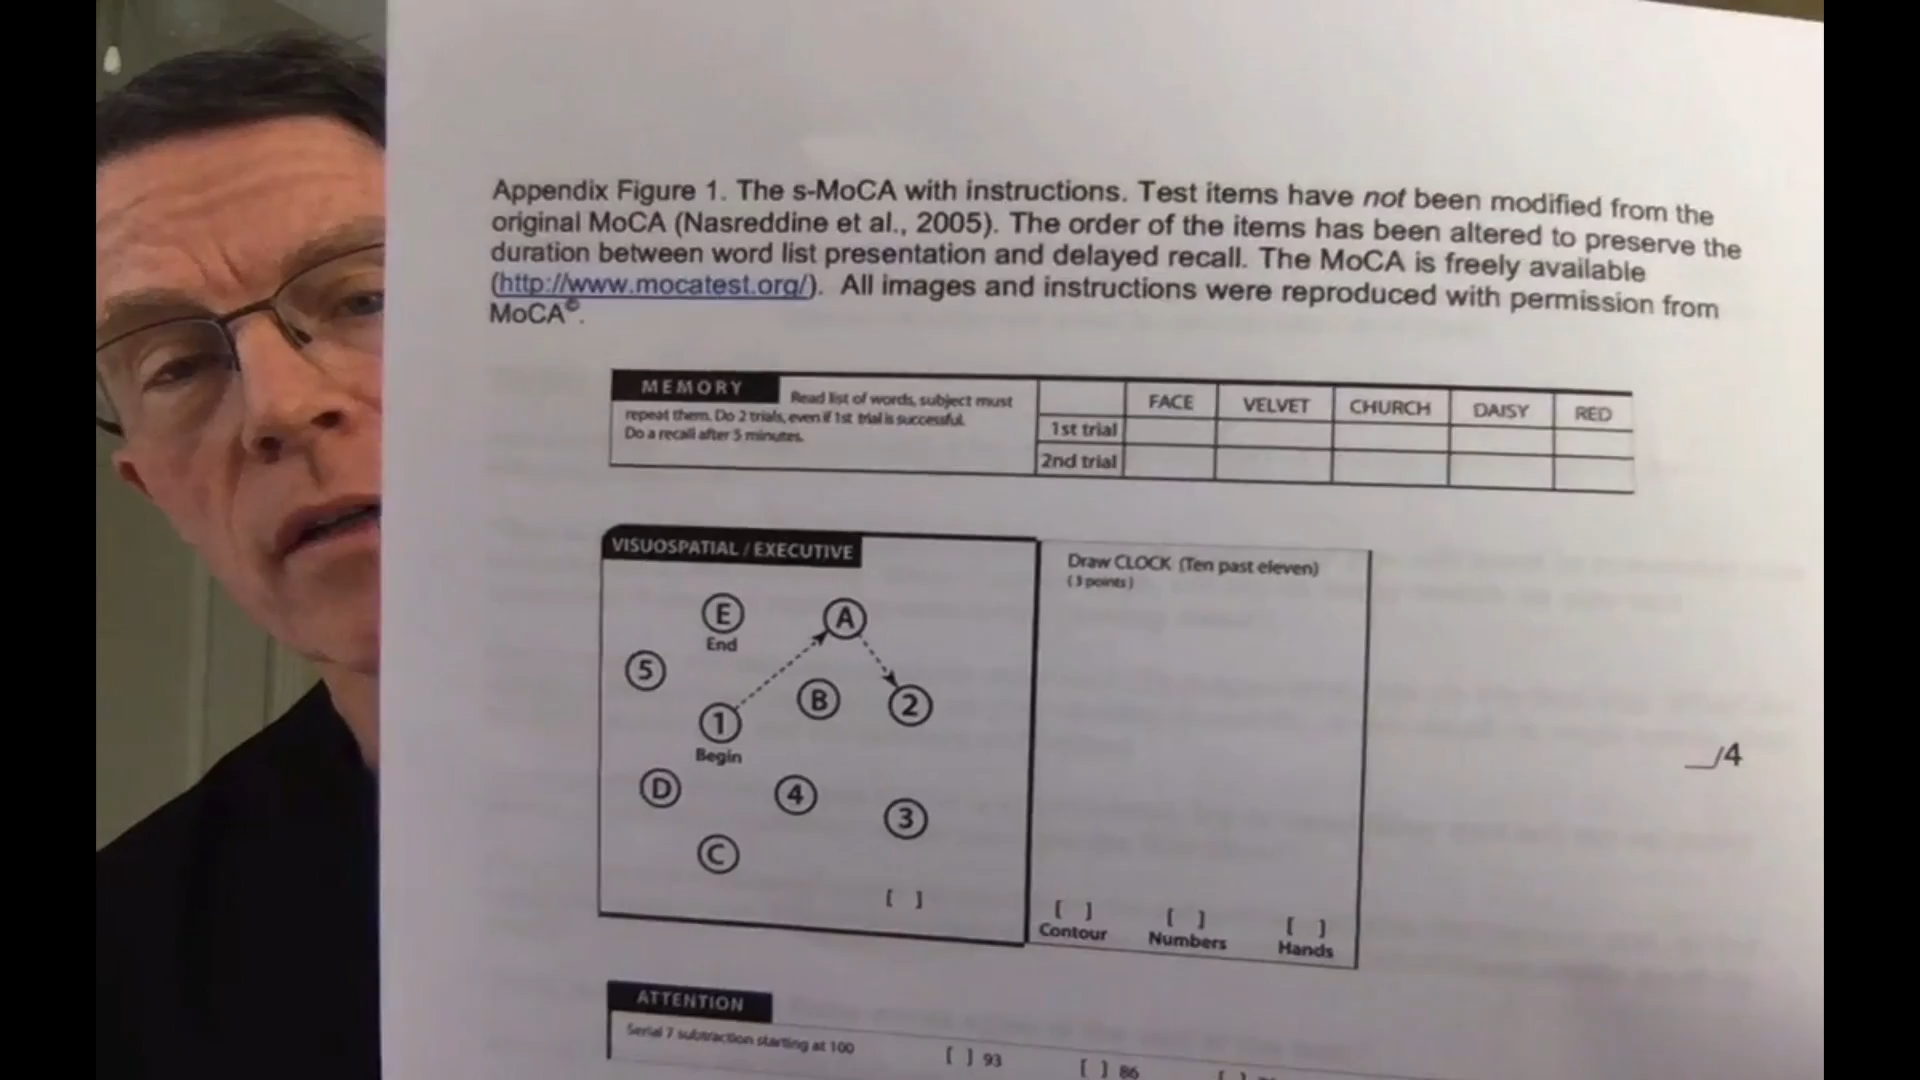 Appendix Figure 1. The s-MoCA with instructions. Test items have not been modified from the
original MoCA (Nasreddine et al., 2005). The order of the items has been altered to preserve the
duration between word list presentation and delayed recall. The MoCA is freely available
(http://www.mocatest.org/). All images and instructions were reproduced with permission from
MoCA©.
MEMORY
Read list of words, subject must
repeat them. Do 2 trials, even if 1st trial is successful.
Do a recall after 5 minutes.
FACE VELVET CHURCH DAISY RED
1st trial
2nd trial
VISUOSPATIAL / EXECUTIVE
E
End
A
5
B
2
1
Begin
D
4
3
C
[ ]
Draw CLOCK (Ten past eleven)
(3 points)
[ ] [ ] [ ]
Contour Numbers Hands
__/4
ATTENTION
Serial 7 subtraction starting at 100
[ ] 93 [ ] 86